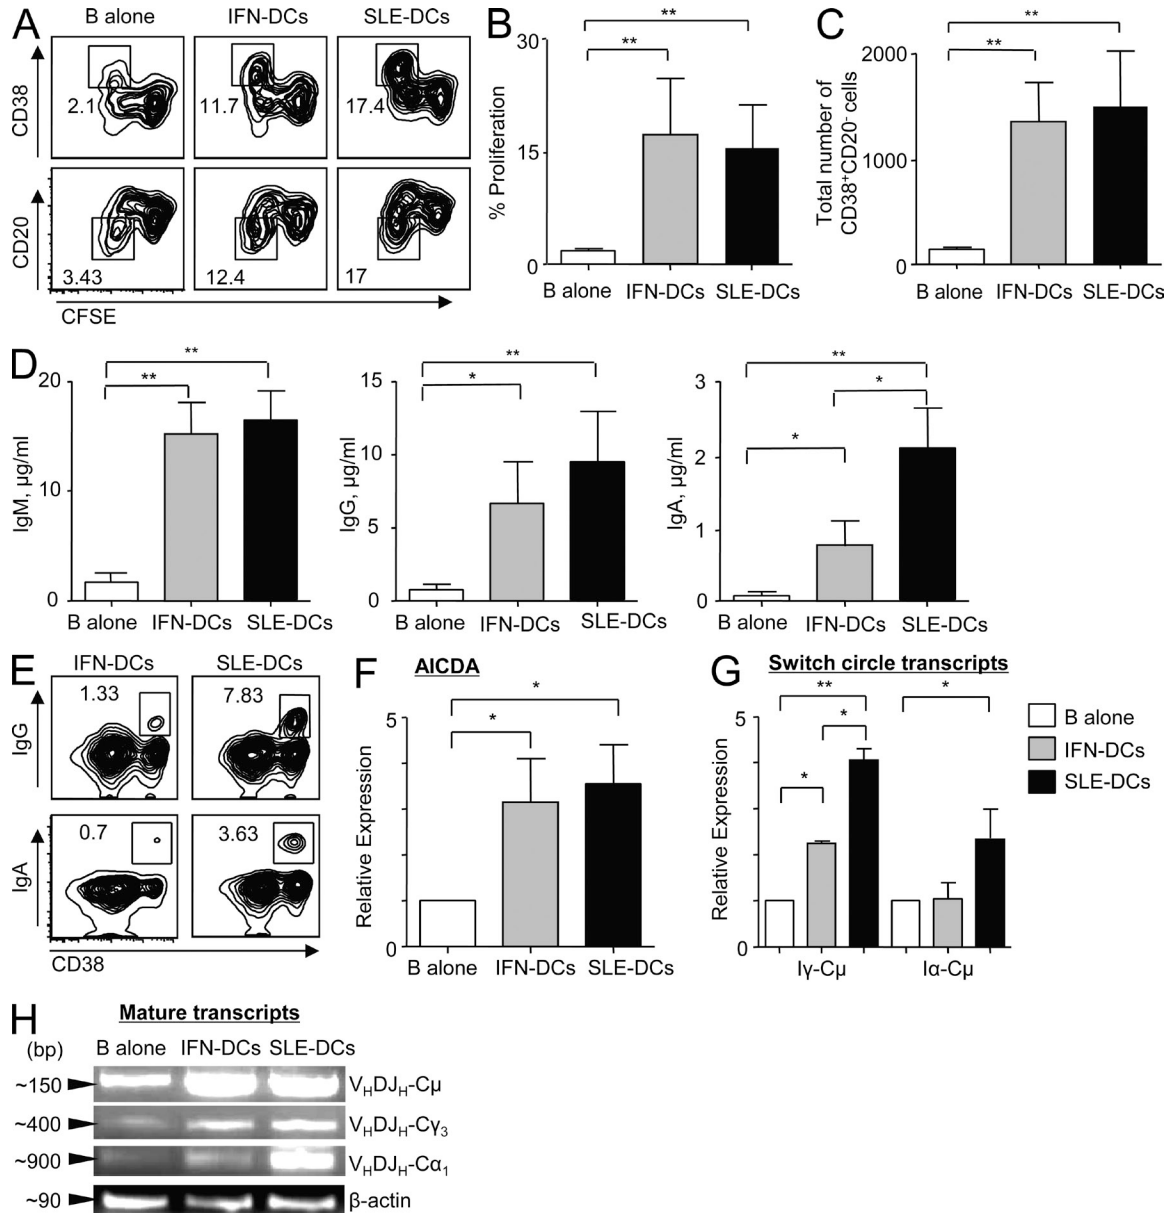 A
B alone
IFN-DCs
SLE-DCs
CD38
2.1
11.7
17.4
CD20
3.43
12.4
17
CFSE
B
**
**
30
15
0
% Proliferation
B alone
IFN-DCs
SLE-DCs
C
**
**
2000
1000
0
Total number of
CD38⁺CD20⁻ cells
B alone
IFN-DCs
SLE-DCs
D
**
**
20
10
0
IgM, µg/ml
B alone
IFN-DCs
SLE-DCs
**
*
15
10
5
0
IgG, µg/ml
B alone
IFN-DCs
SLE-DCs
**
*
*
3
2
1
0
IgA, µg/ml
B alone
IFN-DCs
SLE-DCs
E
IFN-DCs
SLE-DCs
IgG
1.33
7.83
IgA
0.7
3.63
CD38
F
AICDA
*
*
5
0
Relative Expression
B alone
IFN-DCs
SLE-DCs
G
Switch circle transcripts
**
*
*
*
5
0
Relative Expression
Iγ-Cµ
Iα-Cµ
B alone
IFN-DCs
SLE-DCs
H
Mature transcripts
(bp)
B alone
IFN-DCs
SLE-DCs
~150
VHDJH-Cµ
~400
VHDJH-Cγ3
~900
VHDJH-Cα1
~90
β-actin